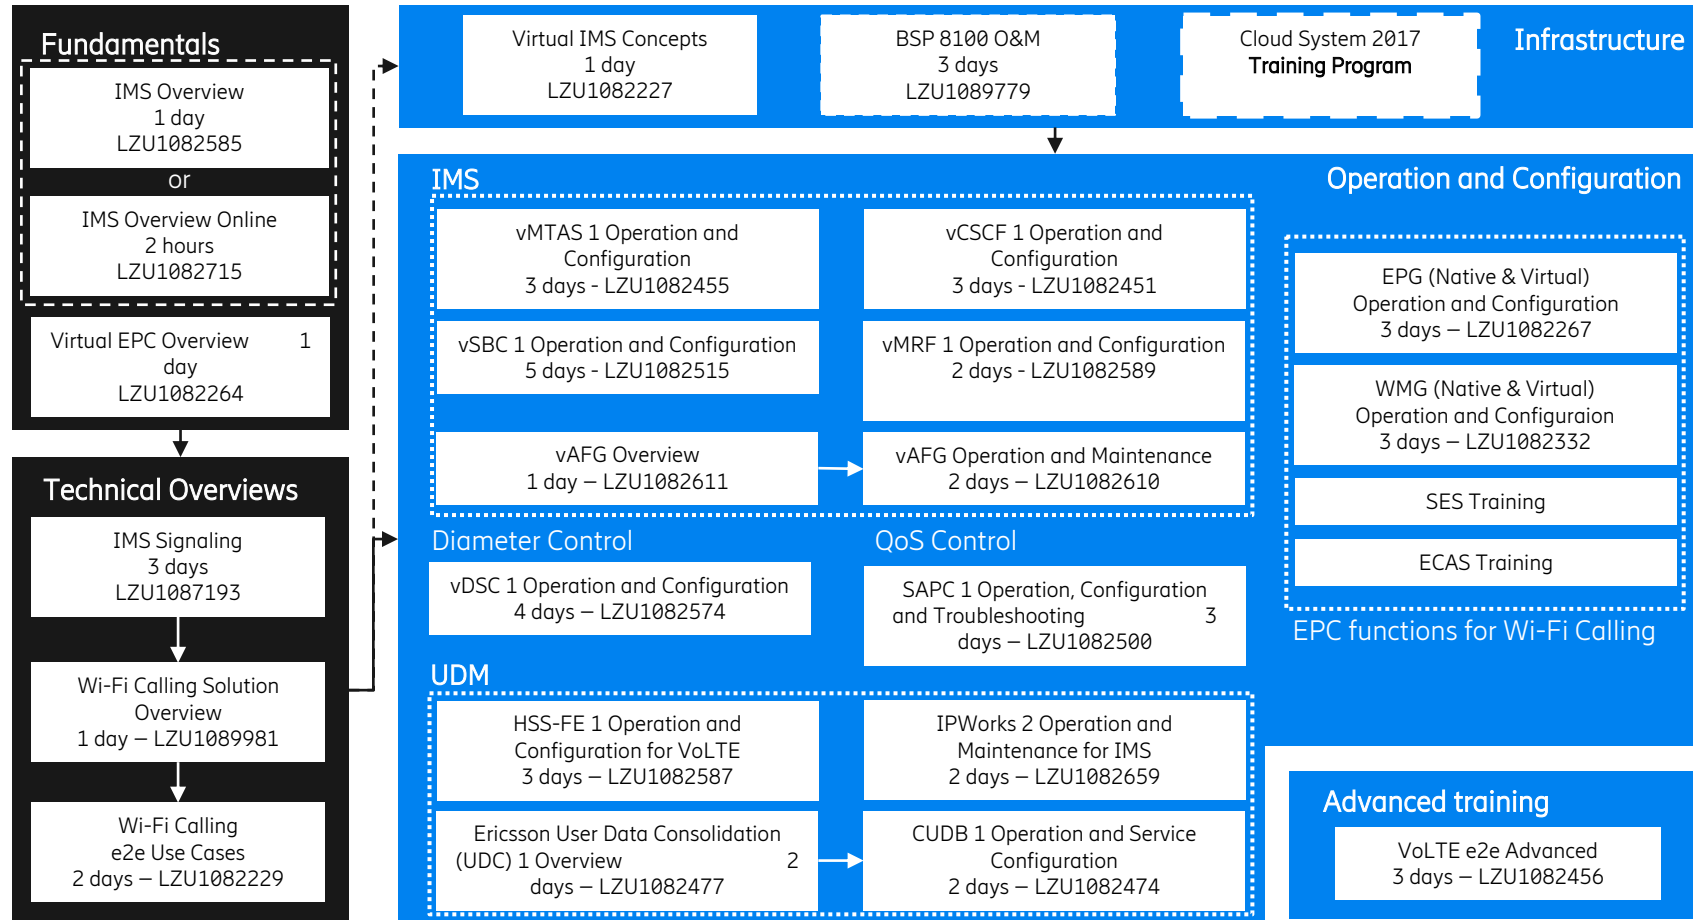 Fundamentals
IMS Overview
1 day
LZU1082585
or
IMS Overview Online
2 hours
LZU1082715
Virtual EPC Overview 1
day
LZU1082264
Technical Overviews
IMS Signaling
3 days
LZU1087193
Wi-Fi Calling Solution
Overview
1 day – LZU1089981
Wi-Fi Calling
e2e Use Cases
2 days – LZU1082229
Infrastructure
Virtual IMS Concepts
1 day
LZU1082227
BSP 8100 O&M
3 days
LZU1089779
Cloud System 2017
Training Program
Operation and Configuration
IMS
vMTAS 1 Operation and
Configuration
3 days - LZU1082455
vCSCF 1 Operation and
Configuration
3 days - LZU1082451
vSBC 1 Operation and Configuration
5 days - LZU1082515
vMRF 1 Operation and Configuration
2 days - LZU1082589
vAFG Overview
1 day – LZU1082611
vAFG Operation and Maintenance
2 days – LZU1082610
Diameter Control
vDSC 1 Operation and Configuration
4 days – LZU1082574
QoS Control
SAPC 1 Operation, Configuration
and Troubleshooting 3
days – LZU1082500
UDM
HSS-FE 1 Operation and
Configuration for VoLTE
3 days – LZU1082587
IPWorks 2 Operation and
Maintenance for IMS
2 days – LZU1082659
Ericsson User Data Consolidation
(UDC) 1 Overview 2
days – LZU1082477
CUDB 1 Operation and Service
Configuration
2 days – LZU1082474
EPG (Native & Virtual)
Operation and Configuration
3 days – LZU1082267
WMG (Native & Virtual)
Operation and Configuraion
3 days – LZU1082332
SES Training
ECAS Training
EPC functions for Wi-Fi Calling
Advanced training
VoLTE e2e Advanced
3 days – LZU1082456